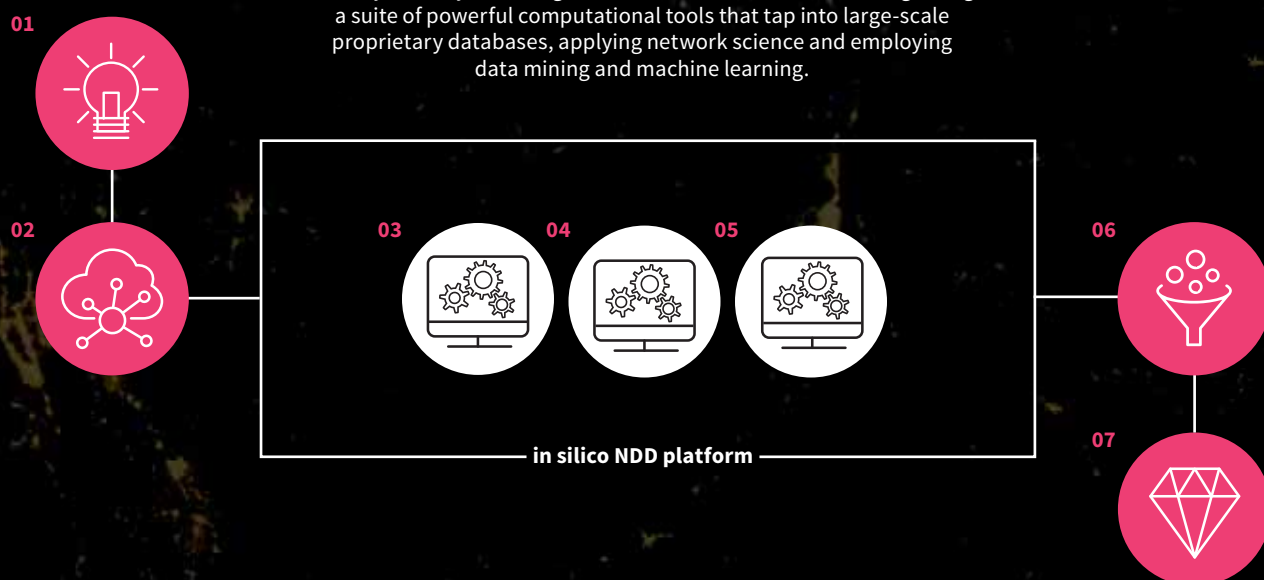 a suite of powerful computational tools that tap into large-scale
proprietary databases, applying network science and employing
data mining and machine learning.
01
02
03
04
05
06
07
in silico NDD platform